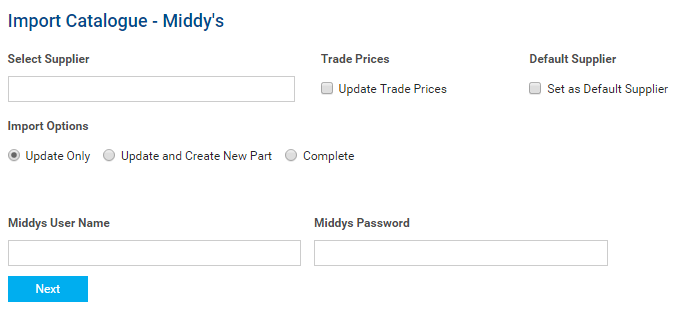 Import Catalogue - Middy's
Select Supplier Trade Prices Default Supplier
Update Trade Prices Set as Default Supplier
Import Options
Update Only Update and Create New Part Complete
Middys User Name Middys Password
Next